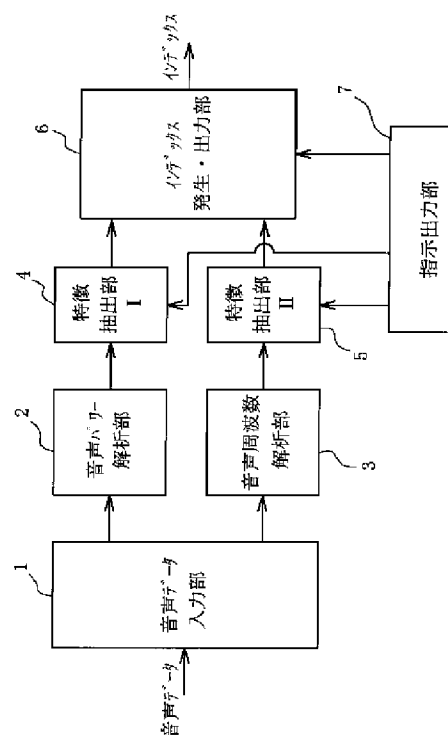 音声データ
1
音声データ
入力部
2
音声パワー
解析部
音声周波数
解析部
3
4
特徴
抽出部
I
特徴
抽出部
II
5
6
インデックス
発生・出力部
インデックス
7
指示出力部